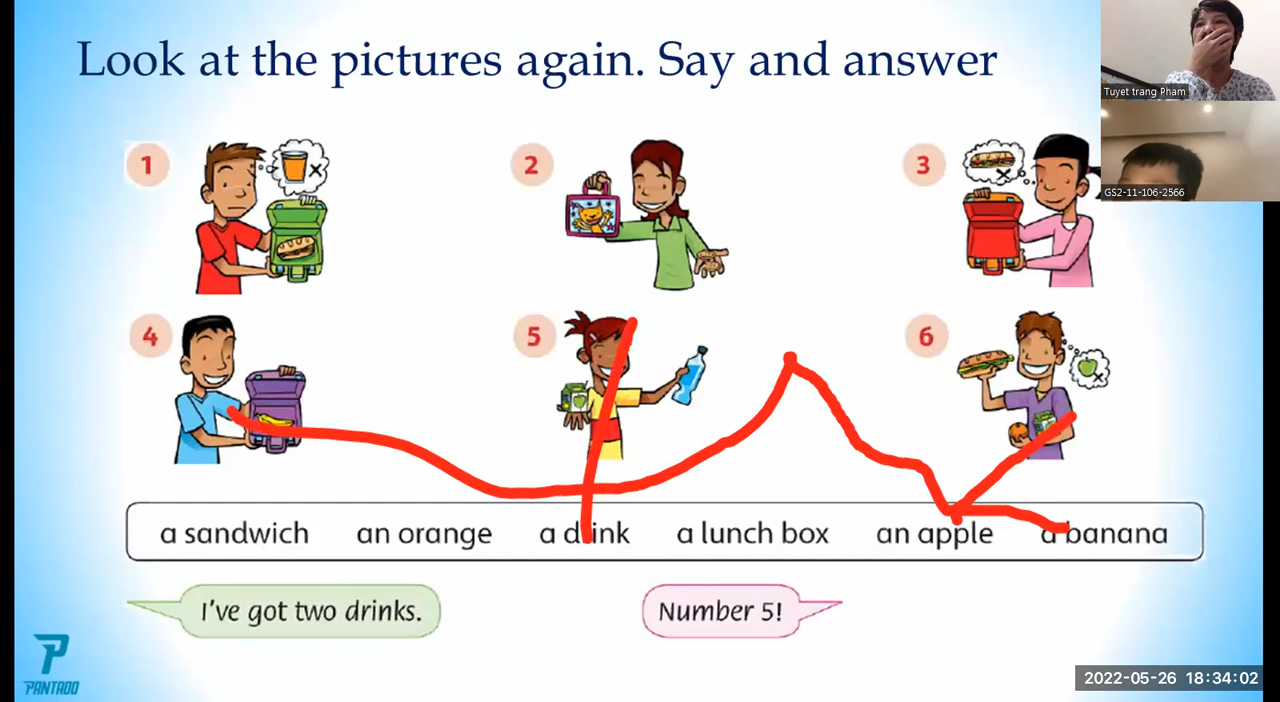 Look at the pictures again. Say and answer
Tuyet trang Pham
GS2-11-106-2566
1
2
3
4
5
6
a sandwich an orange a drink a lunch box an apple a banana
I've got two drinks.
Number 5!
PANTADO
2022-05-26 18:34:02